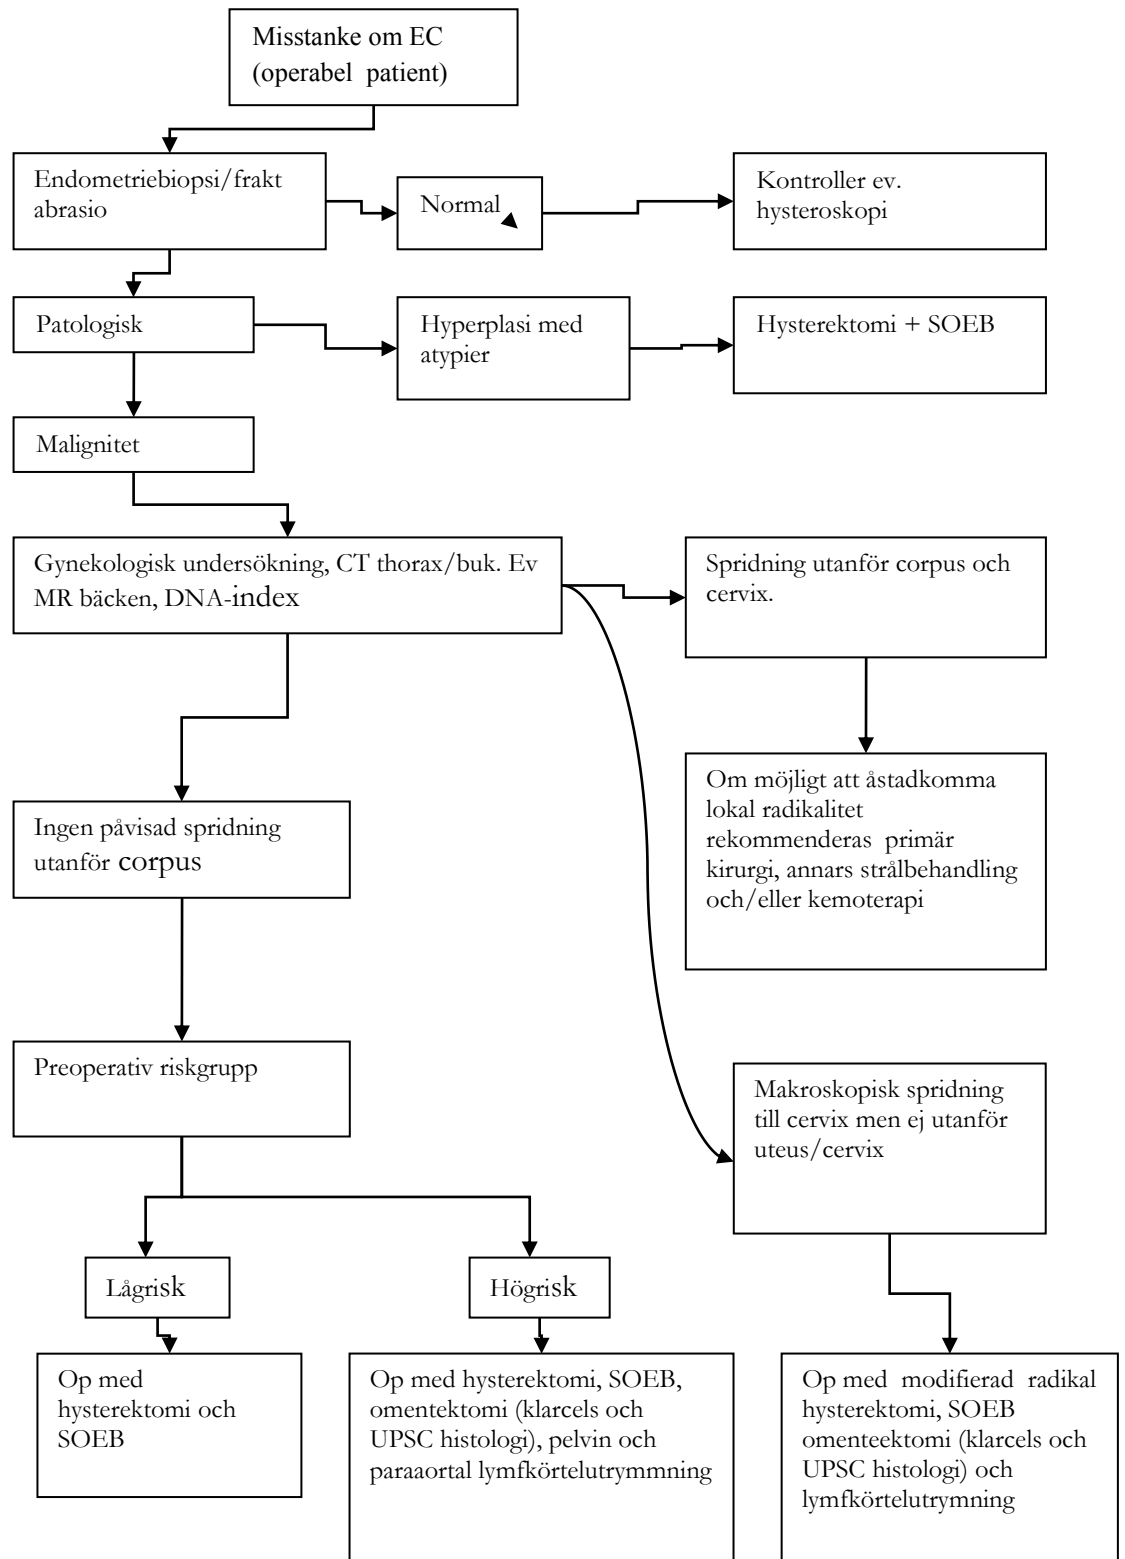 Misstanke om EC
(operabel patient)
Endometriebiopsi/frakt
abrasio
Normal
Kontroller ev.
hysteroskopi
Patologisk
Hyperplasi med
atypier
Hysterektomi + SOEB
Malignitet
Gynekologisk undersökning, CT thorax/buk. Ev
MR bäcken, DNA-index
Spridning utanför corpus och
cervix.
Om möjligt att åstadkomma
lokal radikalitet
rekommenderas primär
kirurgi, annars strålbehandling
och/eller kemoterapi
Ingen påvisad spridning
utanför corpus
Preoperativ riskgrupp
Makroskopisk spridning
till cervix men ej utanför
uteus/cervix
Lågrisk
Högrisk
Op med
hysterektomi och
SOEB
Op med hysterektomi, SOEB,
omentektomi (klarcels och
UPSC histologi), pelvin och
paraaortal lymfkörtelutrymmning
Op med modifierad radikal
hysterektomi, SOEB
omenteektomi (klarcels och
UPSC histologi) och
lymfkörtelutrymning